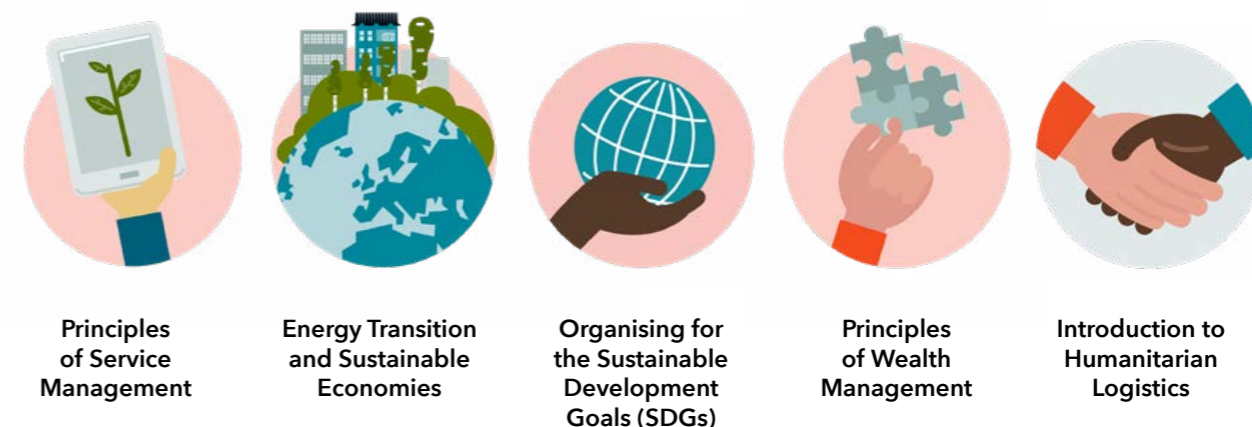 Principles
of Service
Management
Energy Transition
and Sustainable
Economies
Organising for
the Sustainable
Development
Goals (SDGs)
Principles
of Wealth
Management
Introduction to
Humanitarian
Logistics